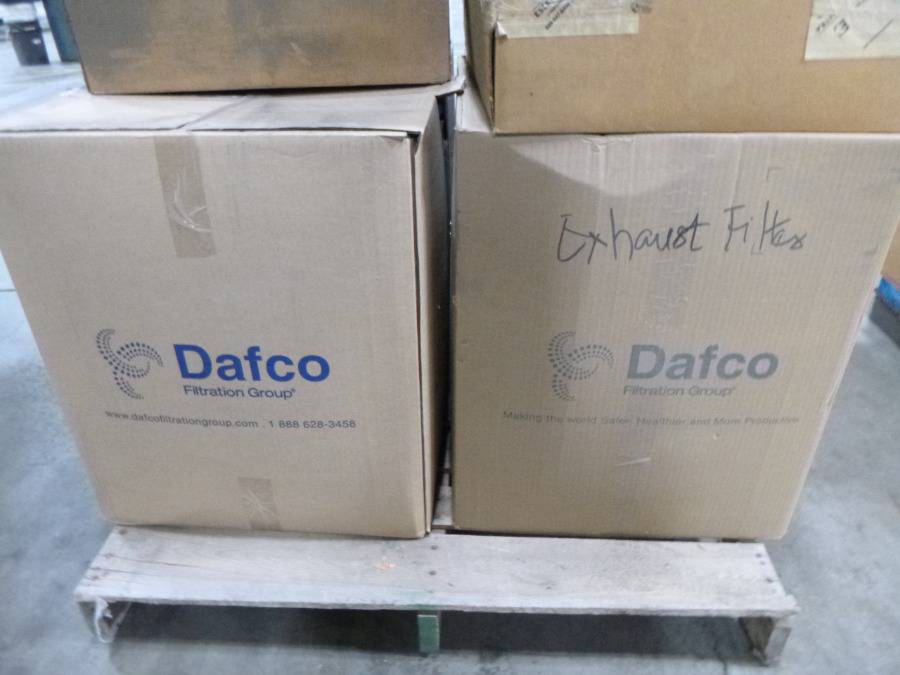 Exhaust Filter
Dafco
Filtration Group®
www.dafcofiltrationgroup.com . 1 888 628-3458
Dafco
Filtration Group®
Making the world Safer, Healthier and More Productive